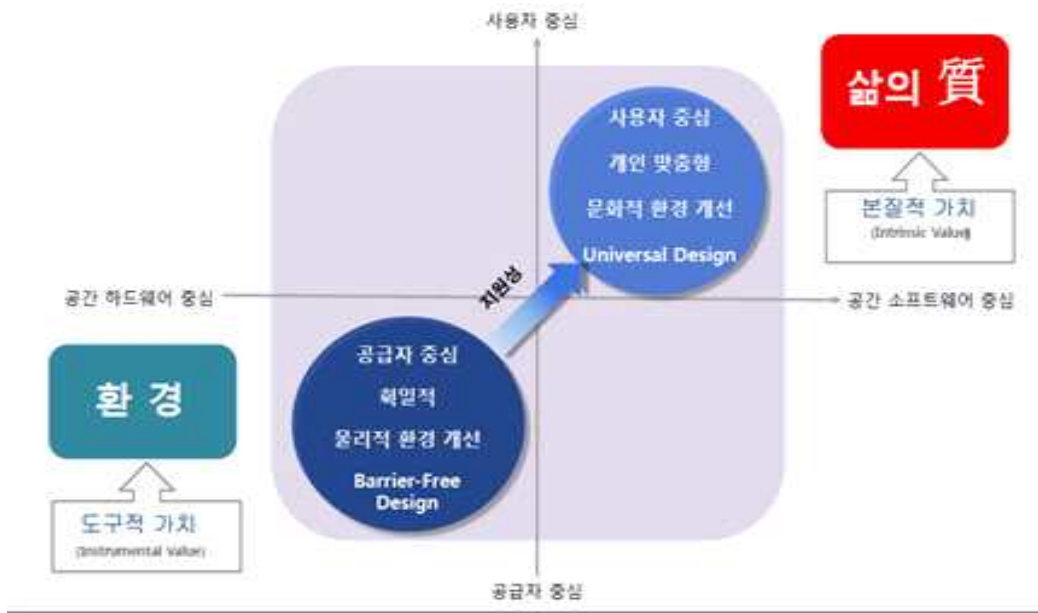 사용자 중심
삶의 質
사용자 중심
개인 맞춤형
문화적 환경 개선
Universal Design
본질적 가치
(Intrinsic Value)
지원성
공간 하드웨어 중심
공간 소프트웨어 중심
공급자 중심
획일적
물리적 환경 개선
Barrier-Free
Design
환 경
도구적 가치
(Instrumental Value)
공급자 중심